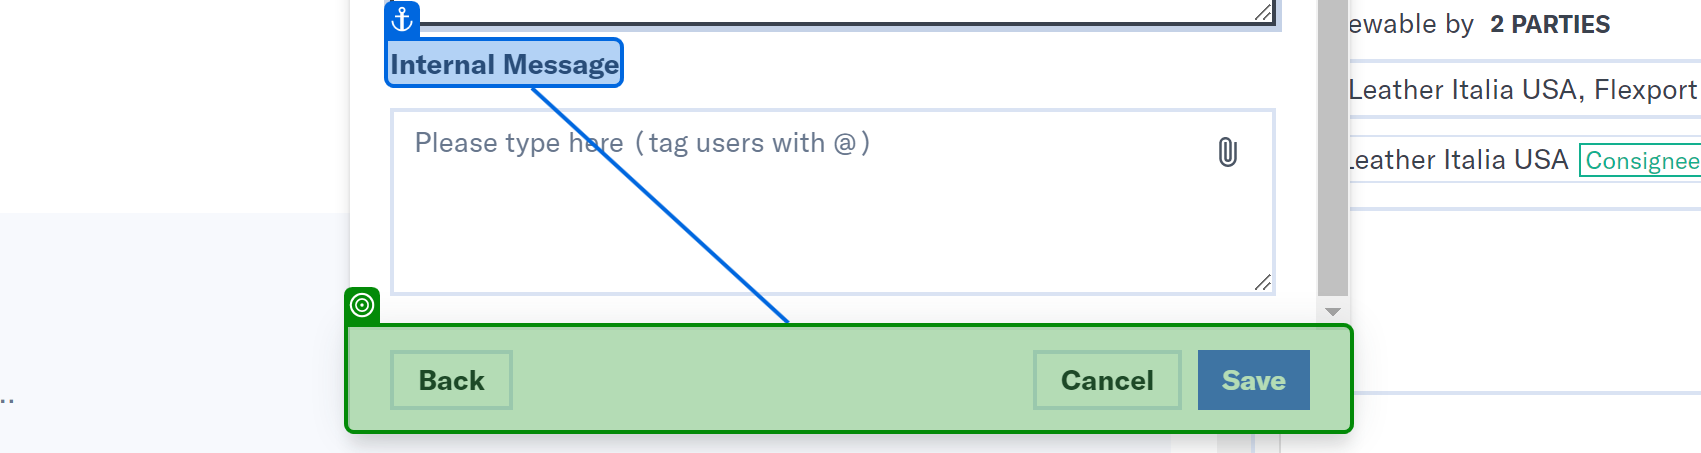 ewable by 2 PARTIES
Internal Message
Leather Italia USA, Flexport
Please type here (tag users with @)
Leather Italia USA Consignee
Back
Cancel
Save
..